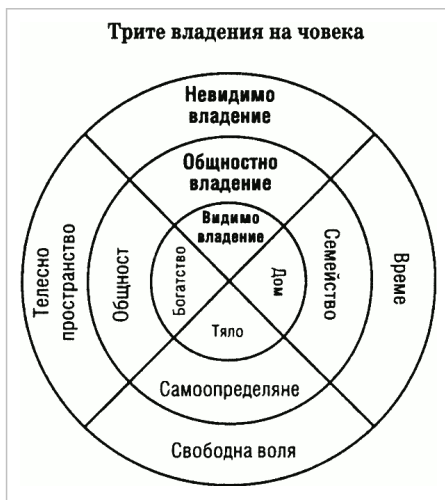 Трите владения на човека
Невидимо
владение
Общностно
владение
Видимо
владение
Телесно
пространство
Общност
Богатство
Дом
Семейство
Време
Тяло
Самоопределяне
Свободна воля